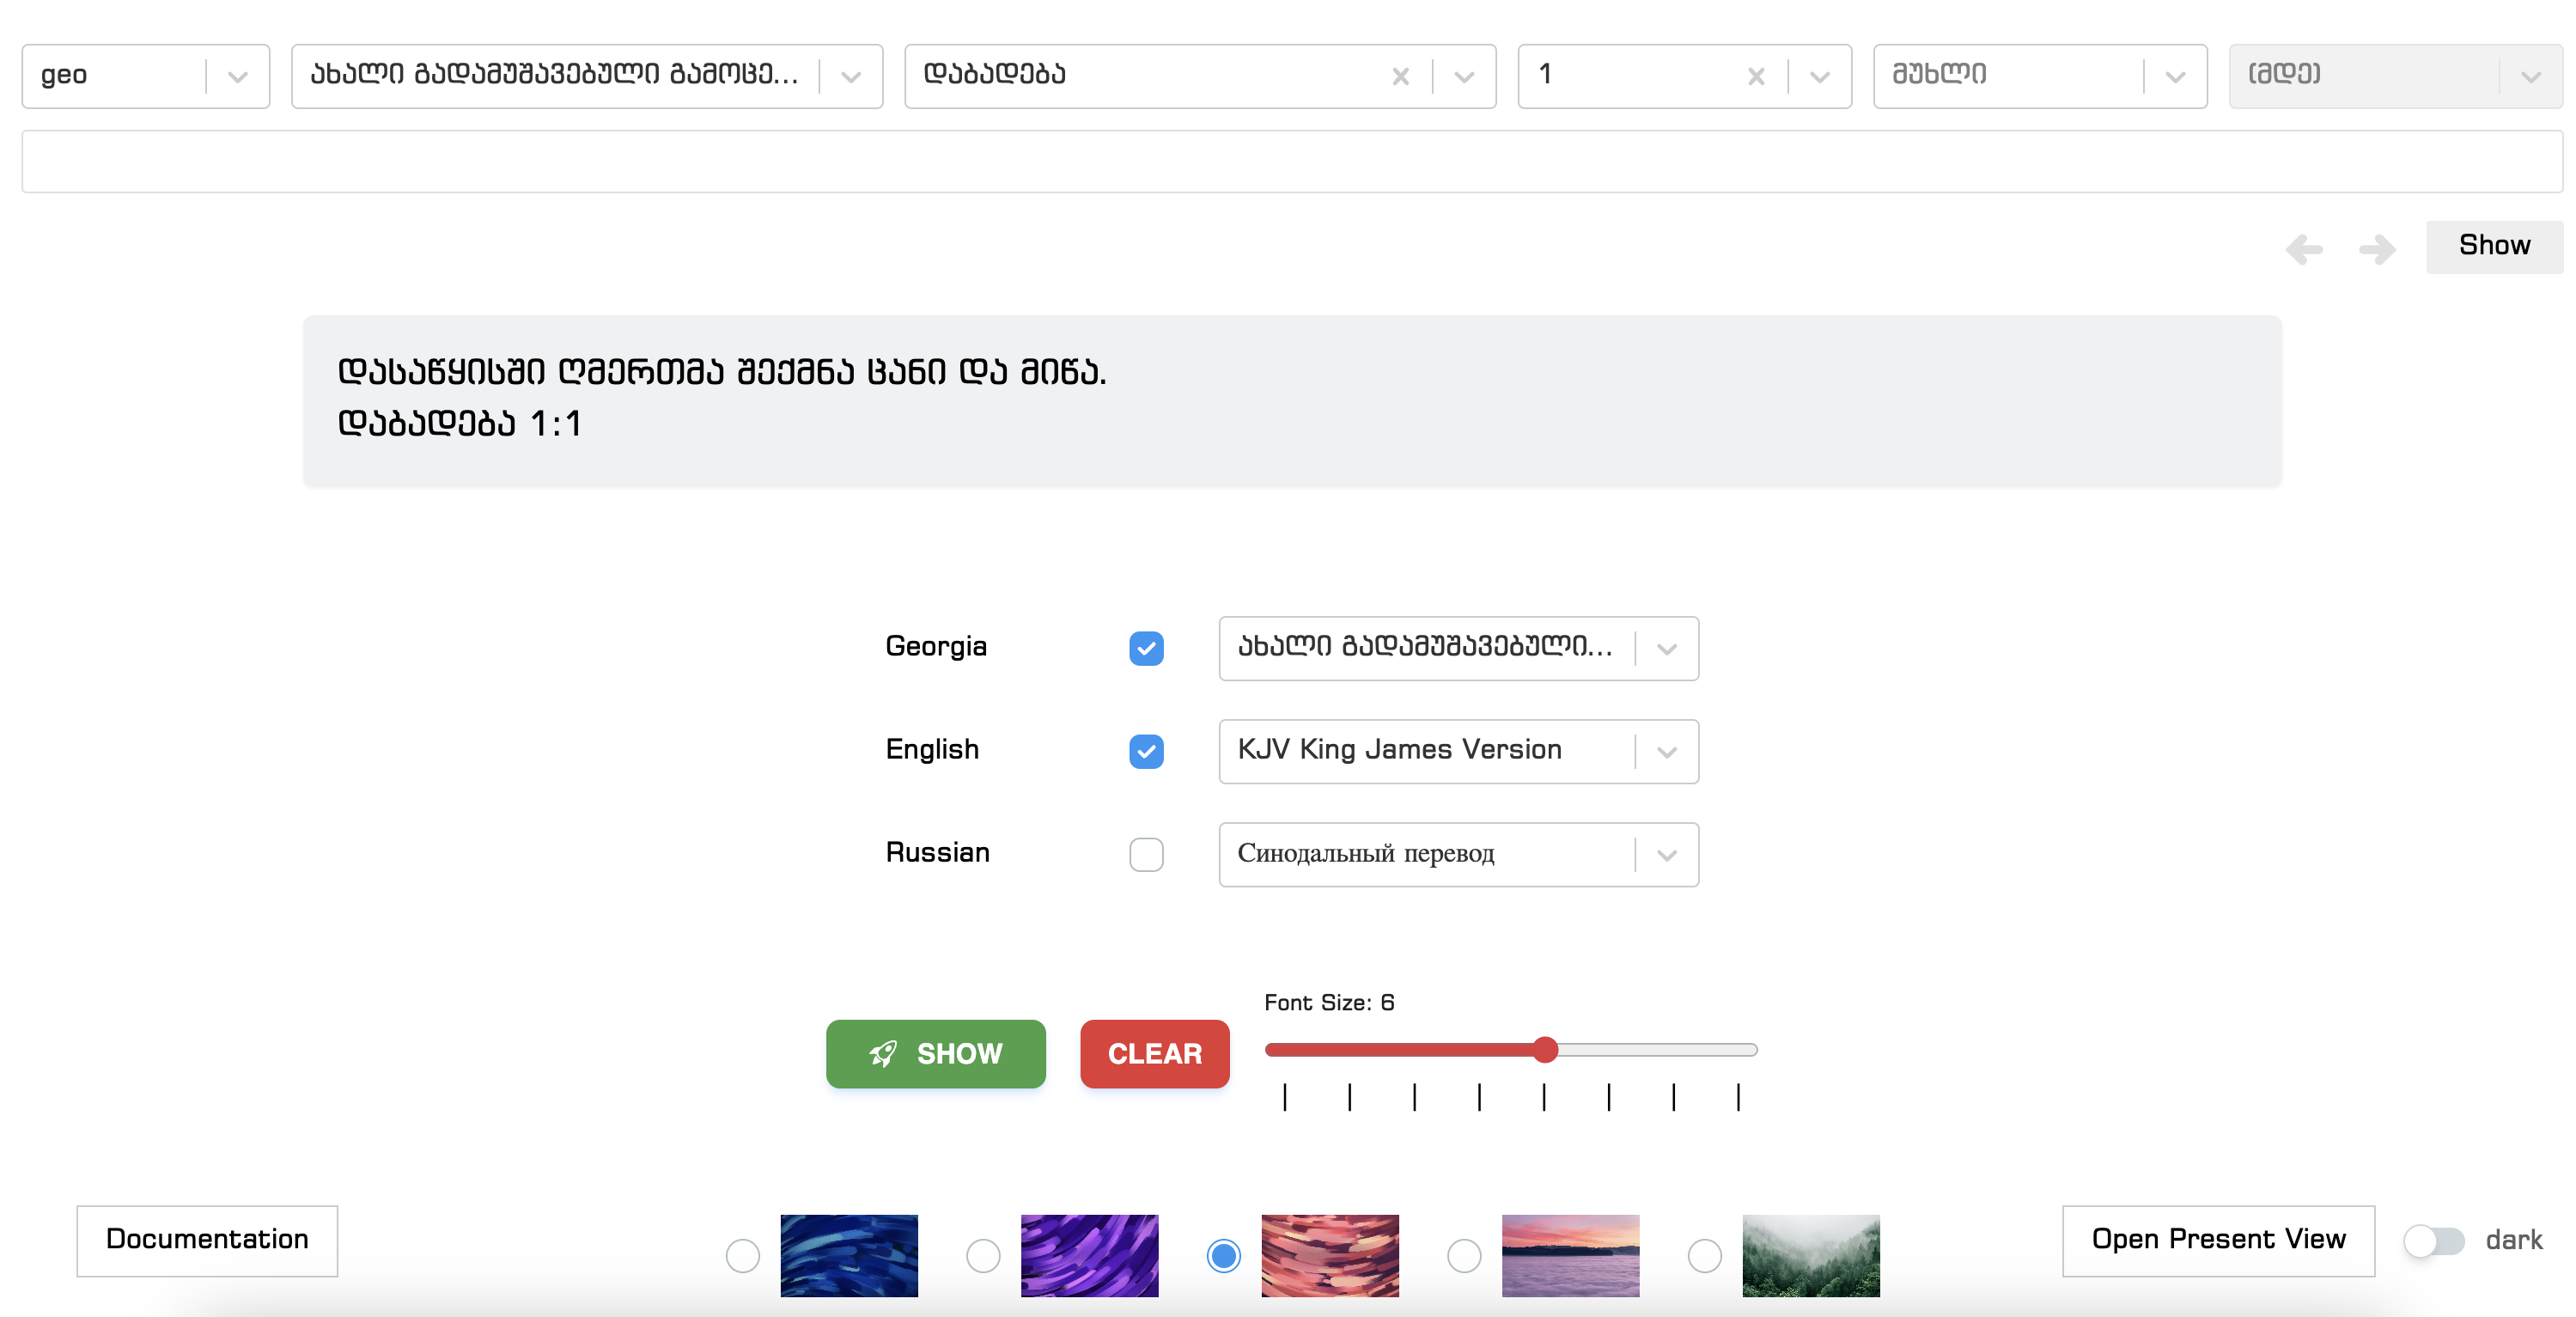 geo
ახალი გადამუშავებული გამოცე...
დაბადება
1
მუხლი
(მდე)
Show
დასაწყისში ღმერთმა შექმნა ცანი და მიწა.
დაბადება 1:1
Georgia
ახალი გადამუშავებული...
English
KJV King James Version
Russian
Синодальный перевод
Font Size: 6
SHOW
CLEAR
Documentation
Open Present View
dark